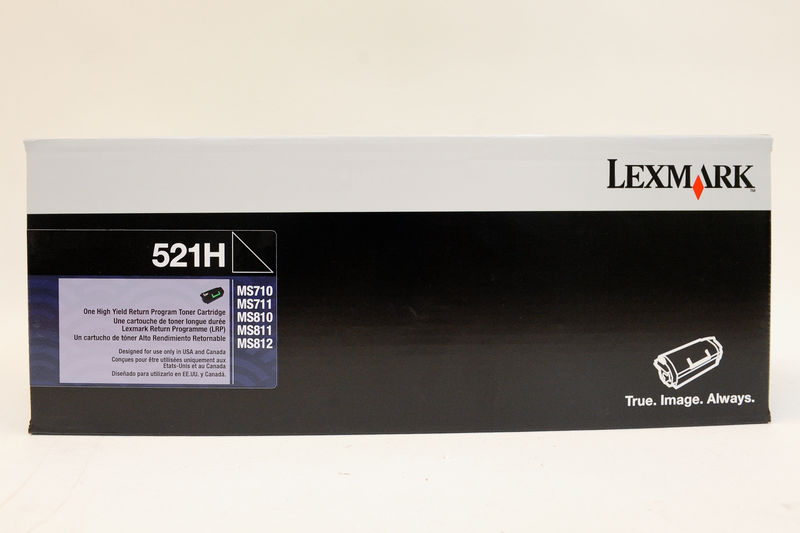 LEXMARK™
521H
MS710
MS711
MS810
MS811
MS812
One High Yield Return Program Toner Cartridge
Une cartouche de toner longue durée
Lexmark Return Programme (LRP)
Un cartucho de tóner Alto Rendimiento Retornable
Designed for use only in USA and Canada
Conçues pour être utilisées uniquement aux
Etats-Unis et au Canada
Diseñado para utilizarlo en EE.UU. y Canadá.
True. Image. Always.